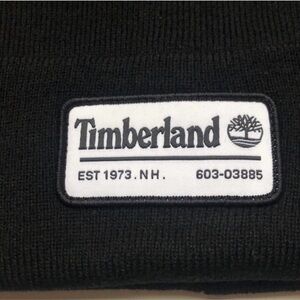 Timberland
EST 1973 . N H . 603-03885